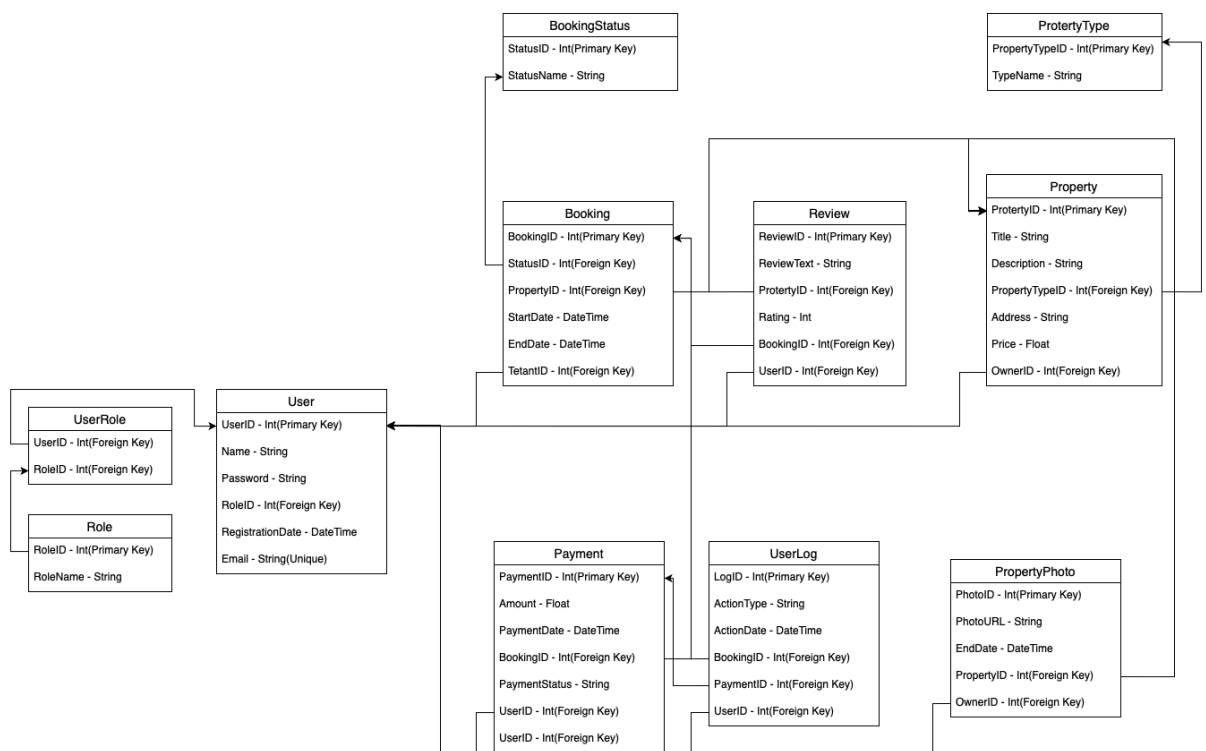 BookingStatus
StatusID - Int(Primary Key)
StatusName - String
ProtertyType
PropertyTypeID - Int(Primary Key)
TypeName - String
Booking
BookingID - Int(Primary Key)
StatusID - Int(Foreign Key)
PropertyID - Int(Foreign Key)
StartDate - DateTime
EndDate - DateTime
TetantID - Int(Foreign Key)
Review
ReviewID - Int(Primary Key)
ReviewText - String
ProtertyID - Int(Foreign Key)
Rating - Int
BookingID - Int(Foreign Key)
UserID - Int(Foreign Key)
Property
ProtertyID - Int(Primary Key)
Title - String
Description - String
PropertyTypeID - Int(Foreign Key)
Address - String
Price - Float
OwnerID - Int(Foreign Key)
UserRole
UserID - Int(Foreign Key)
RoleID - Int(Foreign Key)
Role
RoleID - Int(Primary Key)
RoleName - String
User
UserID - Int(Primary Key)
Name - String
Password - String
RoleID - Int(Foreign Key)
RegistrationDate - DateTime
Email - String(Unique)
Payment
PaymentID - Int(Primary Key)
Amount - Float
PaymentDate - DateTime
BookingID - Int(Foreign Key)
PaymentStatus - String
UserID - Int(Foreign Key)
UserID - Int(Foreign Key)
UserLog
LogID - Int(Primary Key)
ActionType - String
ActionDate - DateTime
BookingID - Int(Foreign Key)
PaymentID - Int(Foreign Key)
UserID - Int(Foreign Key)
PropertyPhoto
PhotoID - Int(Primary Key)
PhotoURL - String
EndDate - DateTime
PropertyID - Int(Foreign Key)
OwnerID - Int(Foreign Key)